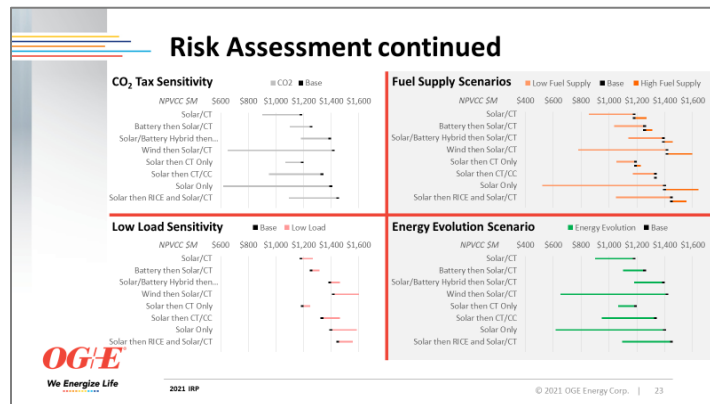 Risk Assessment continued
CO₂ Tax Sensitivity
CO2 Base
NPVCC $M $600 $800 $1,000 $1,200 $1,400 $1,600
Solar/CT
Battery then Solar/CT
Solar/Battery Hybrid then...
Wind then Solar/CT
Solar then CT Only
Solar then CT/CC
Solar Only
Solar then RICE and Solar/CT
Fuel Supply Scenarios
Low Fuel Supply Base High Fuel Supply
NPVCC $M $400 $600 $800 $1,000 $1,200 $1,400 $1,600
Solar/CT
Battery then Solar/CT
Solar/Battery Hybrid then Solar/CT
Wind then Solar/CT
Solar then CT Only
Solar then CT/CC
Solar Only
Solar then RICE and Solar/CT
Low Load Sensitivity
Base Low Load
NPVCC $M $600 $800 $1,000 $1,200 $1,400 $1,600
Solar/CT
Battery then Solar/CT
Solar/Battery Hybrid then...
Wind then Solar/CT
Solar then CT Only
Solar then CT/CC
Solar Only
Solar then RICE and Solar/CT
Energy Evolution Scenario
Energy Evolution Base
NPVCC $M $400 $600 $800 $1,000 $1,200 $1,400 $1,600
Solar/CT
Battery then Solar/CT
Solar/Battery Hybrid then Solar/CT
Wind then Solar/CT
Solar then CT Only
Solar then CT/CC
Solar Only
Solar then RICE and Solar/CT
OG+E
We Energize Life
2021 IRP
© 2021 OGE Energy Corp. | 23